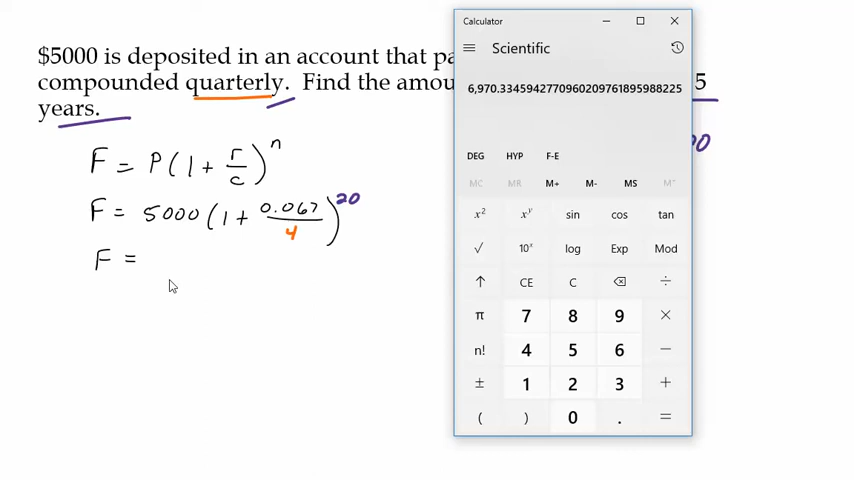 $5000 is deposited in an account that pa
compounded quarterly. Find the amou 5
years.
F = P(1 + r/c)^n
F = 5000(1 + 0.067/4)^20
F =
00
Calculator
Scientific
6,970.3345942770960209761895988225
DEG HYP F-E
MC MR M+ M- MS M˅
x² xʸ sin cos tan
√ 10ˣ log Exp Mod
↑ CE C ⌫ ÷
π 7 8 9 ×
n! 4 5 6 −
± 1 2 3 +
( ) 0 . =